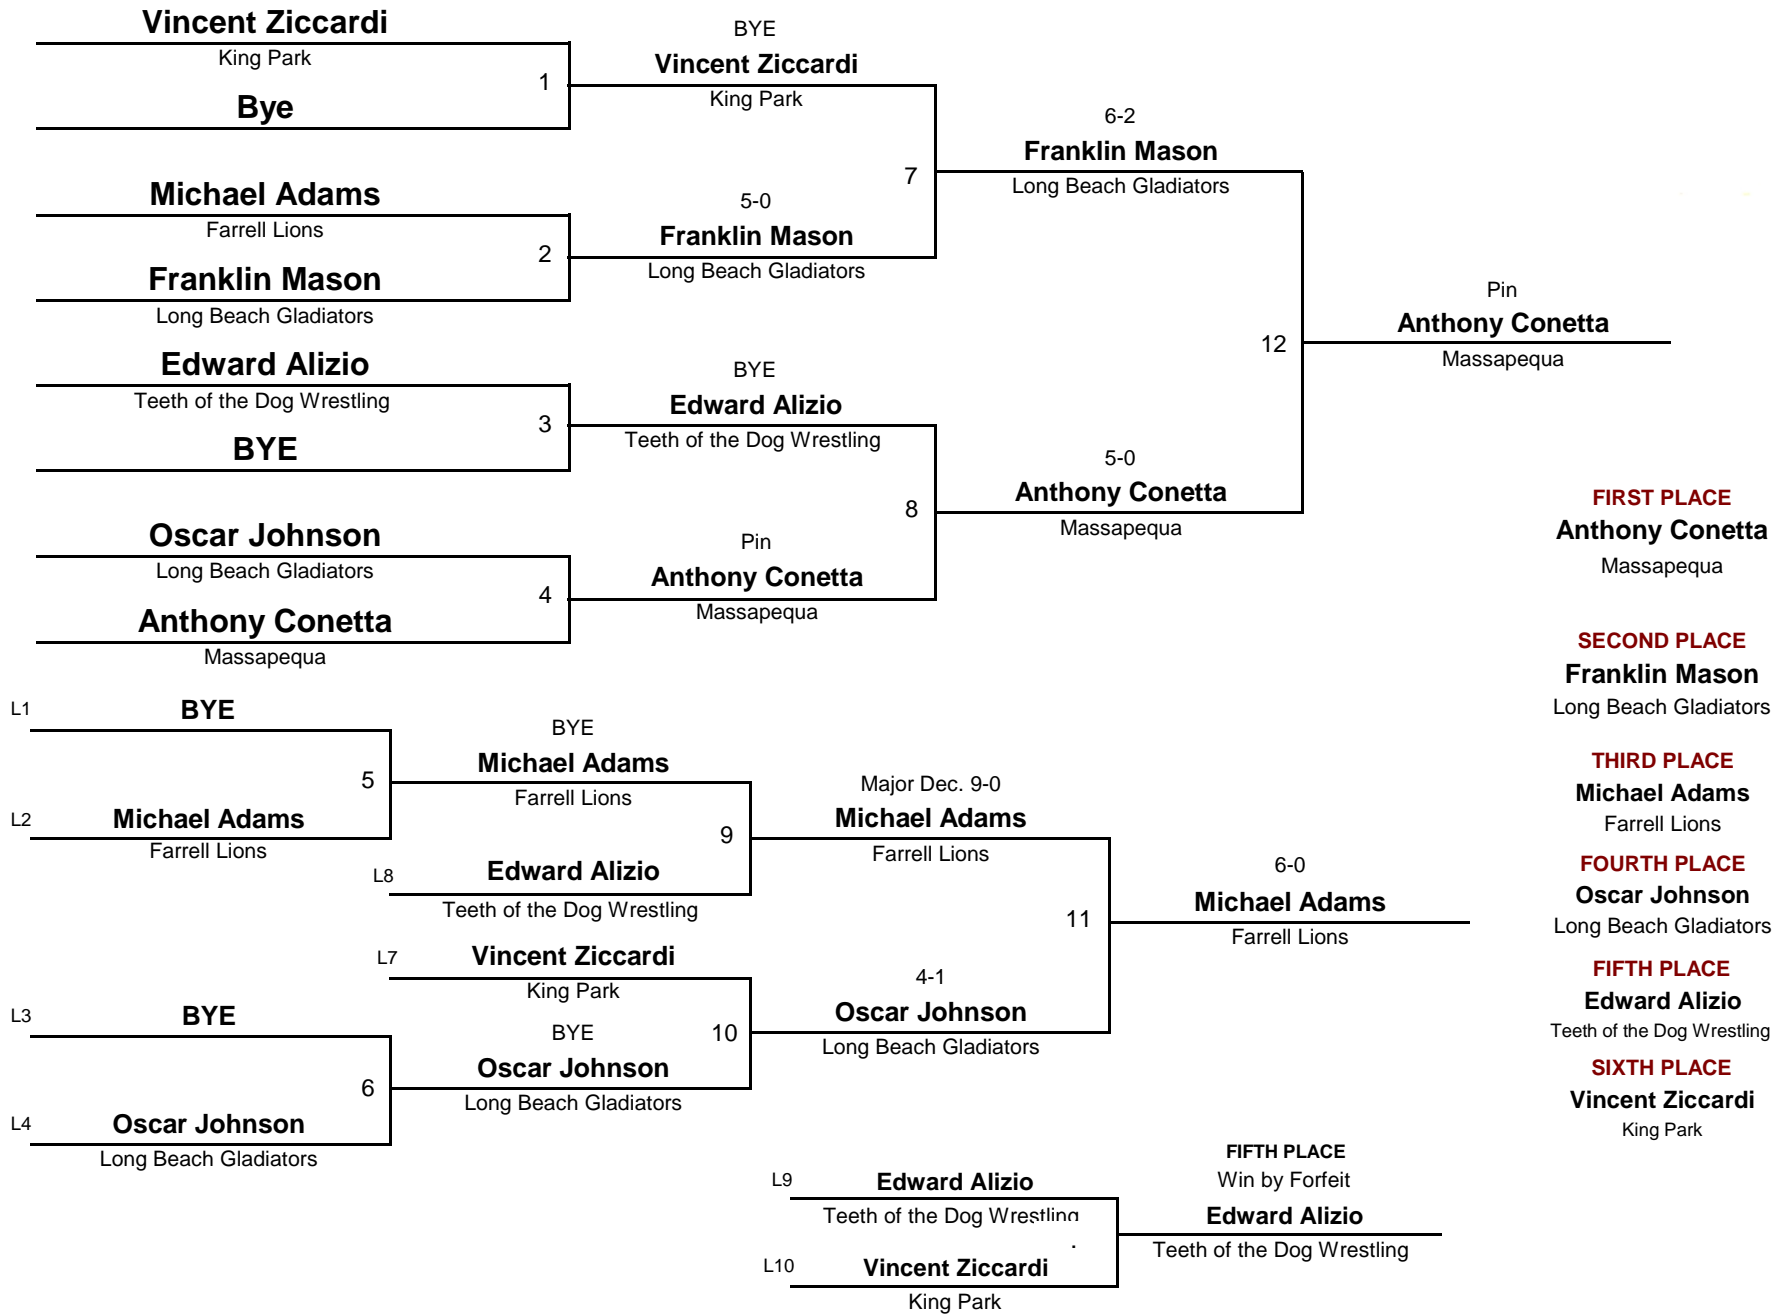 Vincent Ziccardi
King Park
1
Bye
BYE
Vincent Ziccardi
King Park
Michael Adams
Farrell Lions
2
Franklin Mason
Long Beach Gladiators
5-0
Franklin Mason
Long Beach Gladiators
7
6-2
Franklin Mason
Long Beach Gladiators
Edward Alizio
Teeth of the Dog Wrestling
3
BYE
BYE
Edward Alizio
Teeth of the Dog Wrestling
Oscar Johnson
Long Beach Gladiators
4
Anthony Conetta
Massapequa
Pin
Anthony Conetta
Massapequa
8
5-0
Anthony Conetta
Massapequa
12
Pin
Anthony Conetta
Massapequa
L1
BYE
5
L2
Michael Adams
Farrell Lions
BYE
Michael Adams
Farrell Lions
9
L8
Edward Alizio
Teeth of the Dog Wrestling
Major Dec. 9-0
Michael Adams
Farrell Lions
L7
Vincent Ziccardi
King Park
10
L3
BYE
6
L4
Oscar Johnson
Long Beach Gladiators
BYE
Oscar Johnson
Long Beach Gladiators
4-1
Oscar Johnson
Long Beach Gladiators
11
6-0
Michael Adams
Farrell Lions
L9
Edward Alizio
Teeth of the Dog Wrestling
L10
Vincent Ziccardi
King Park
FIFTH PLACE
Win by Forfeit
Edward Alizio
Teeth of the Dog Wrestling
FIRST PLACE
Anthony Conetta
Massapequa
SECOND PLACE
Franklin Mason
Long Beach Gladiators
THIRD PLACE
Michael Adams
Farrell Lions
FOURTH PLACE
Oscar Johnson
Long Beach Gladiators
FIFTH PLACE
Edward Alizio
Teeth of the Dog Wrestling
SIXTH PLACE
Vincent Ziccardi
King Park